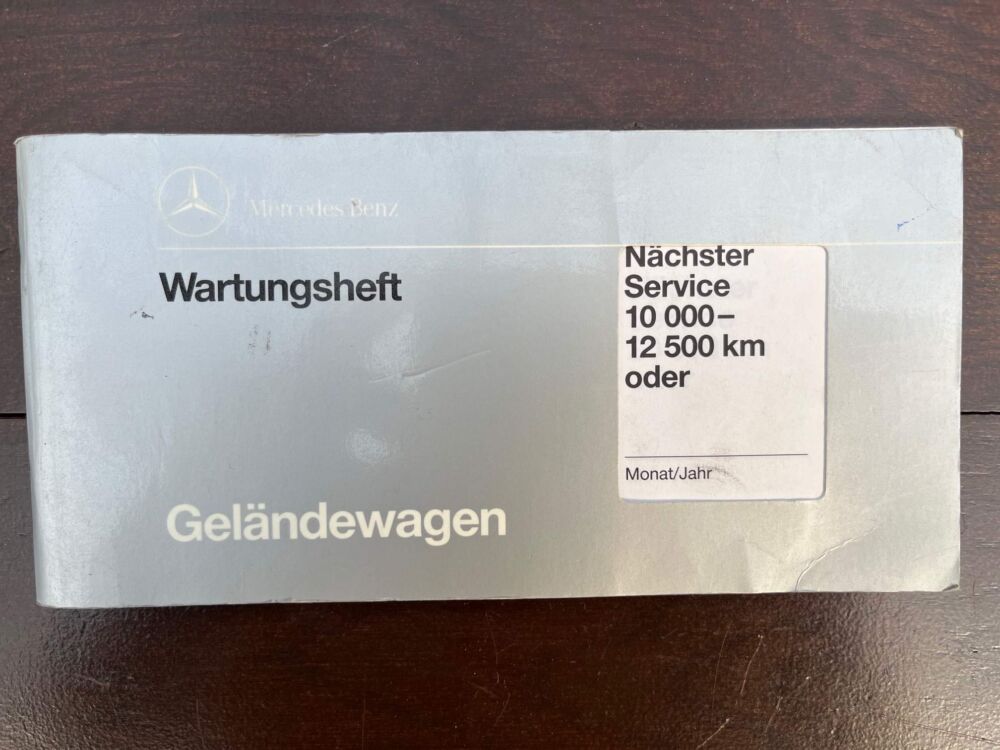 Mercedes-Benz
Wartungsheft
Nächster
Service
10 000–
12 500 km
oder
Monat/Jahr
Geländewagen